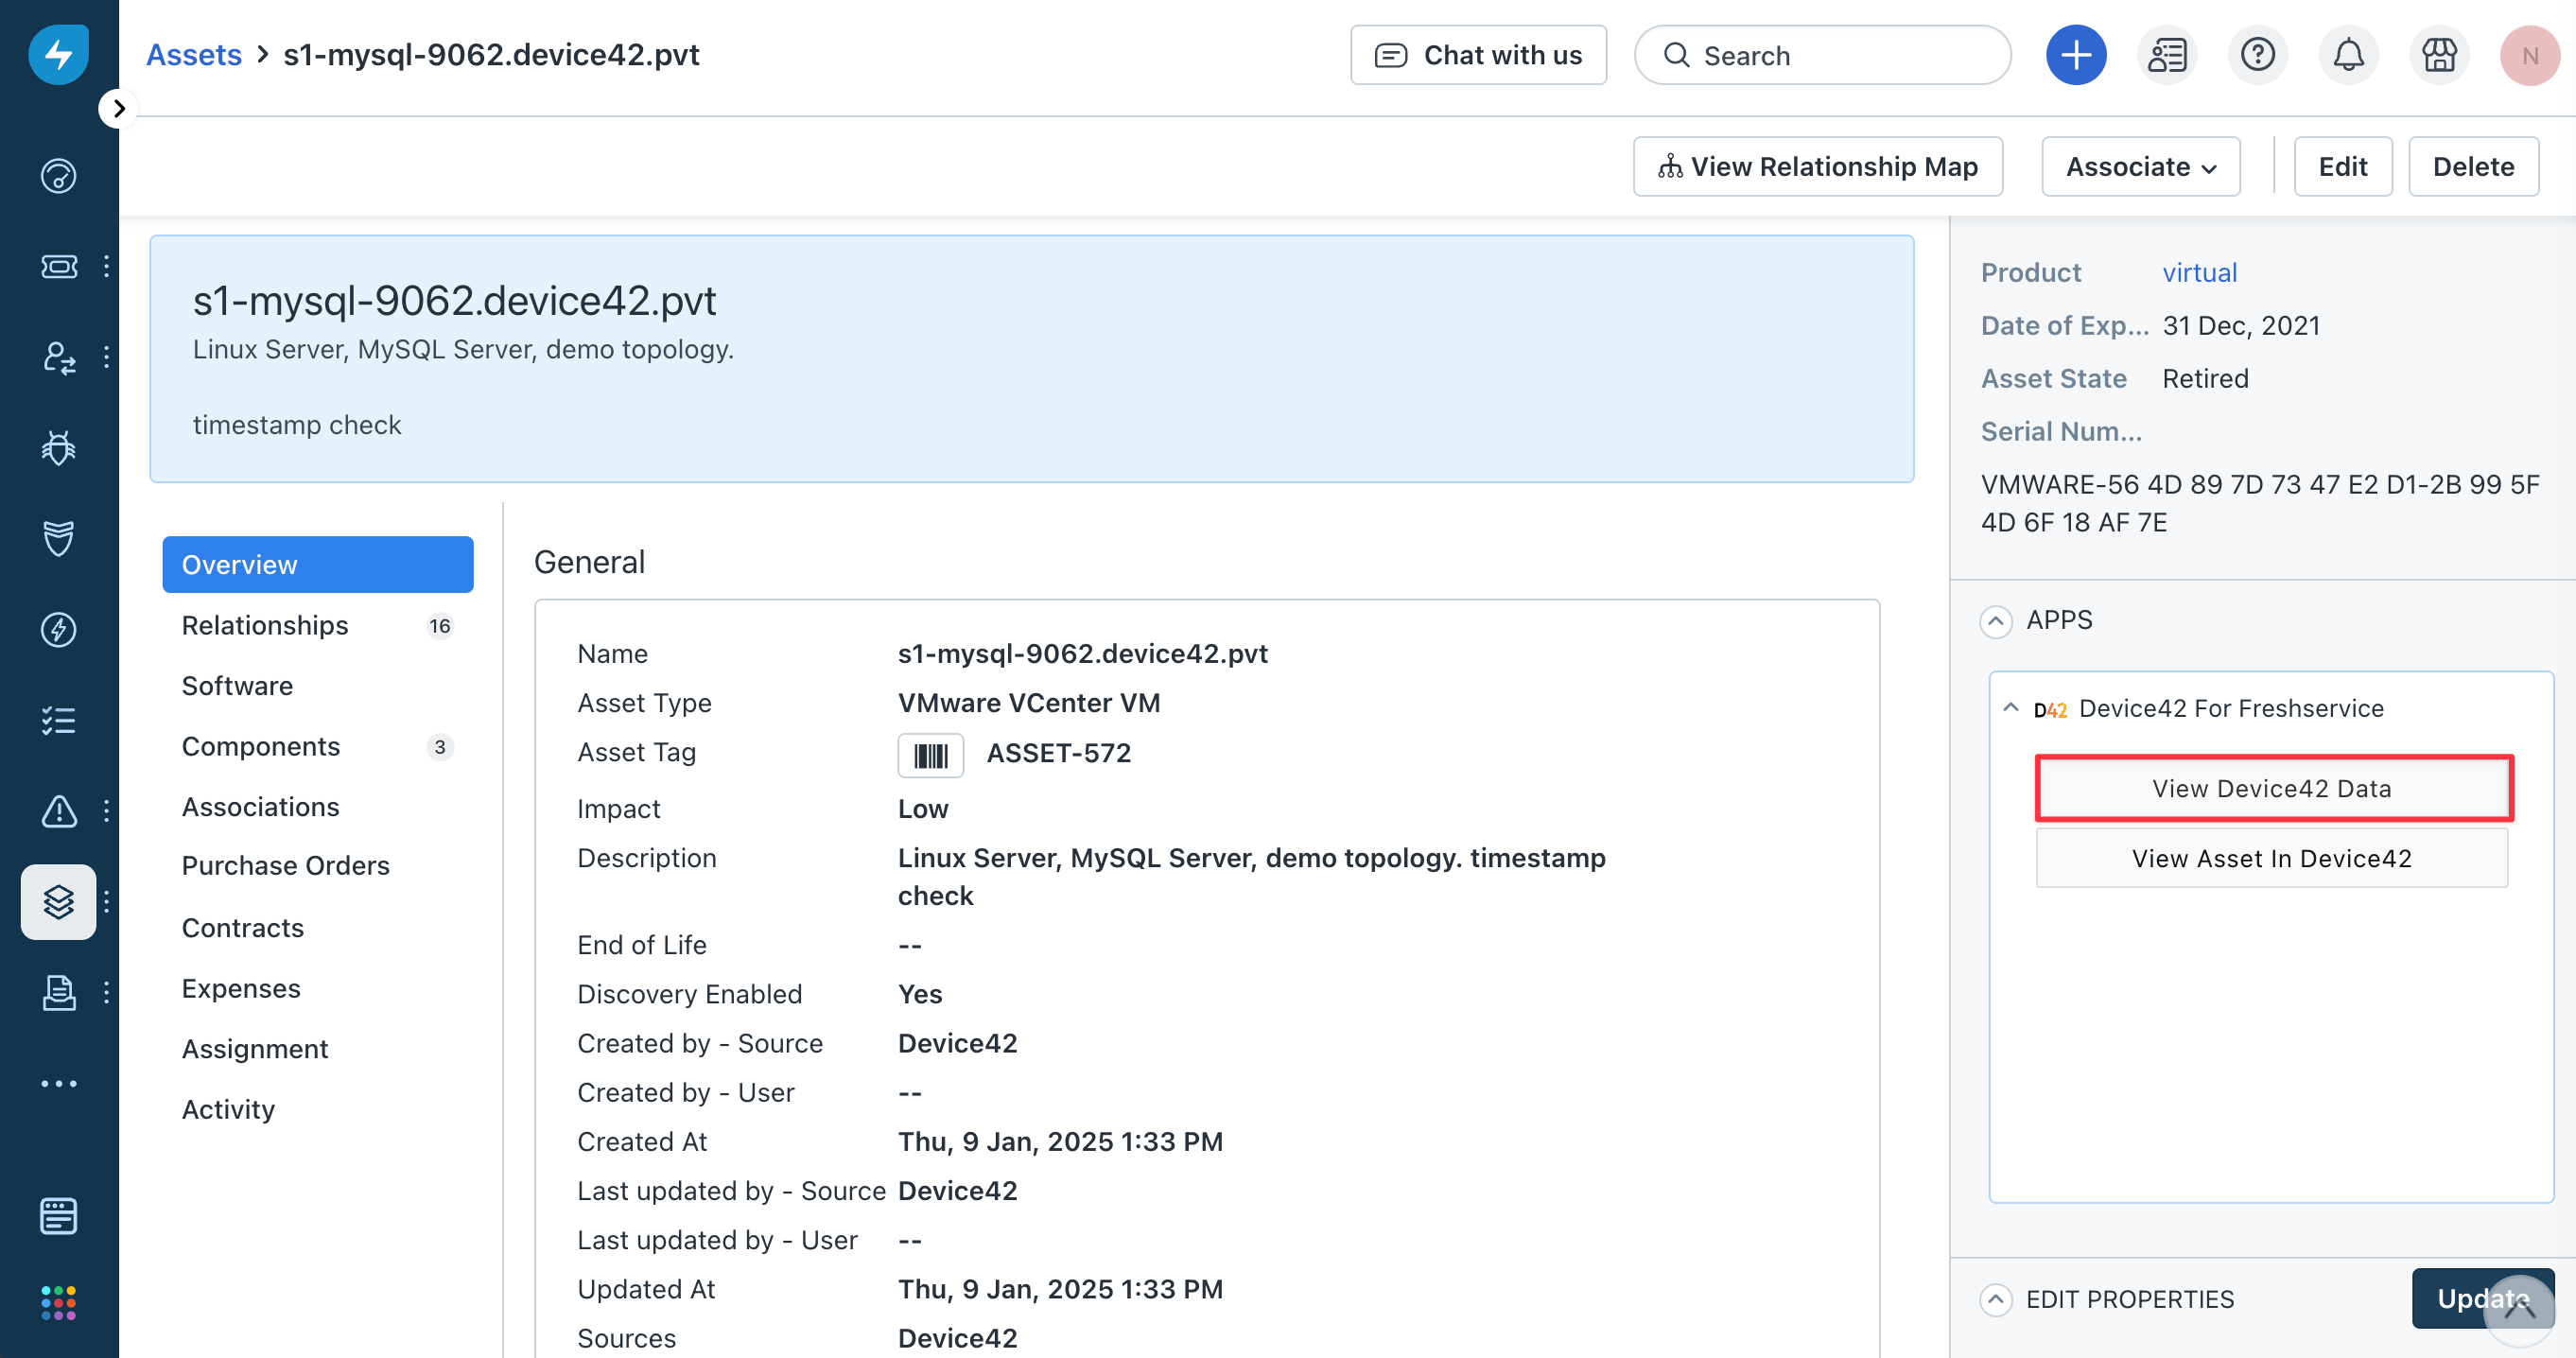 Assets > s1-mysql-9062.device42.pvt
Chat with us
Search
N
View Relationship Map
Associate
Edit
Delete
s1-mysql-9062.device42.pvt
Linux Server, MySQL Server, demo topology.
timestamp check
Overview
Relationships 16
Software
Components 3
Associations
Purchase Orders
Contracts
Expenses
Assignment
Activity
General
Name s1-mysql-9062.device42.pvt
Asset Type VMware VCenter VM
Asset Tag ASSET-572
Impact Low
Description Linux Server, MySQL Server, demo topology. timestamp
check
End of Life --
Discovery Enabled Yes
Created by - Source Device42
Created by - User --
Created At Thu, 9 Jan, 2025 1:33 PM
Last updated by - Source Device42
Last updated by - User --
Updated At Thu, 9 Jan, 2025 1:33 PM
Sources Device42
Product virtual
Date of Exp... 31 Dec, 2021
Asset State Retired
Serial Num...
VMWARE-56 4D 89 7D 73 47 E2 D1-2B 99 5F
4D 6F 18 AF 7E
APPS
D42 Device42 For Freshservice
View Device42 Data
View Asset In Device42
EDIT PROPERTIES
Update